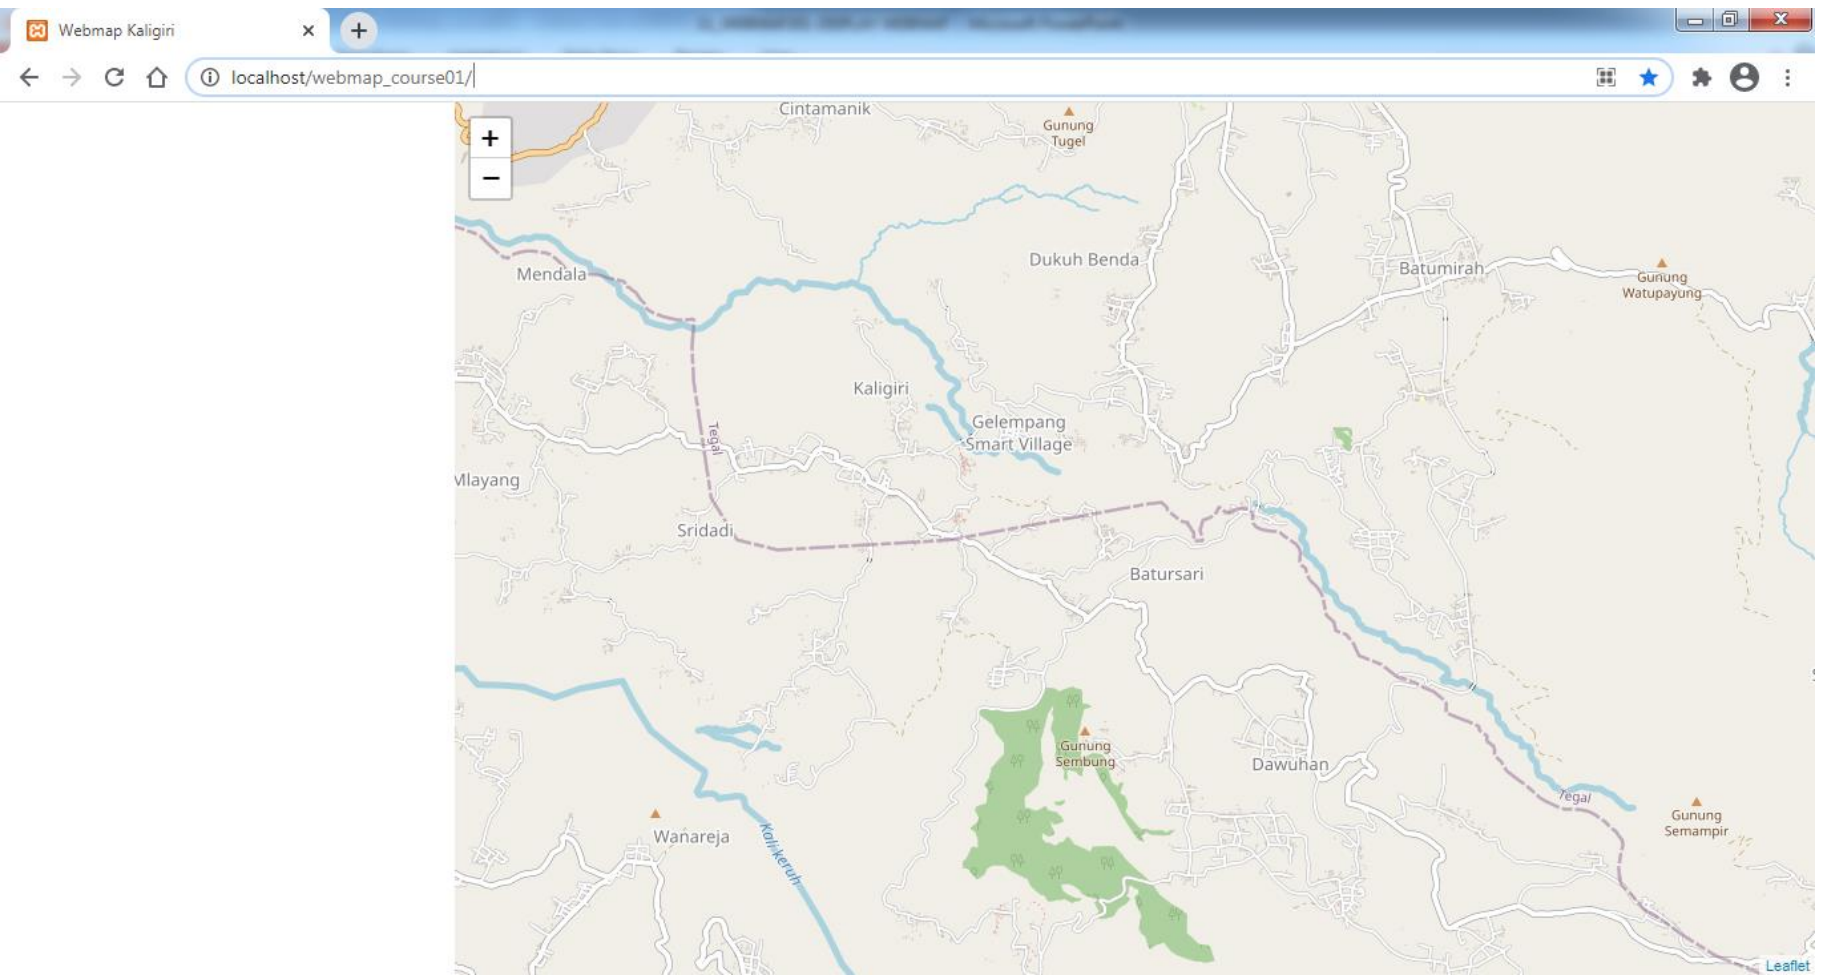 Webmap Kaligiri
localhost/webmap_course01/
Cintamanik
Gunung
Tugel
+
−
Dukuh Benda
Mendala
Batumirah
Gunung
Watupayung
Kaligiri
Gelempang
Smart Village
Tegal
Mlayang
Sridadi
Batursari
Gunung
Sembung
Dawuhan
Tegal
Gunung
Semampir
Wanareja
Kali keruh
Leaflet